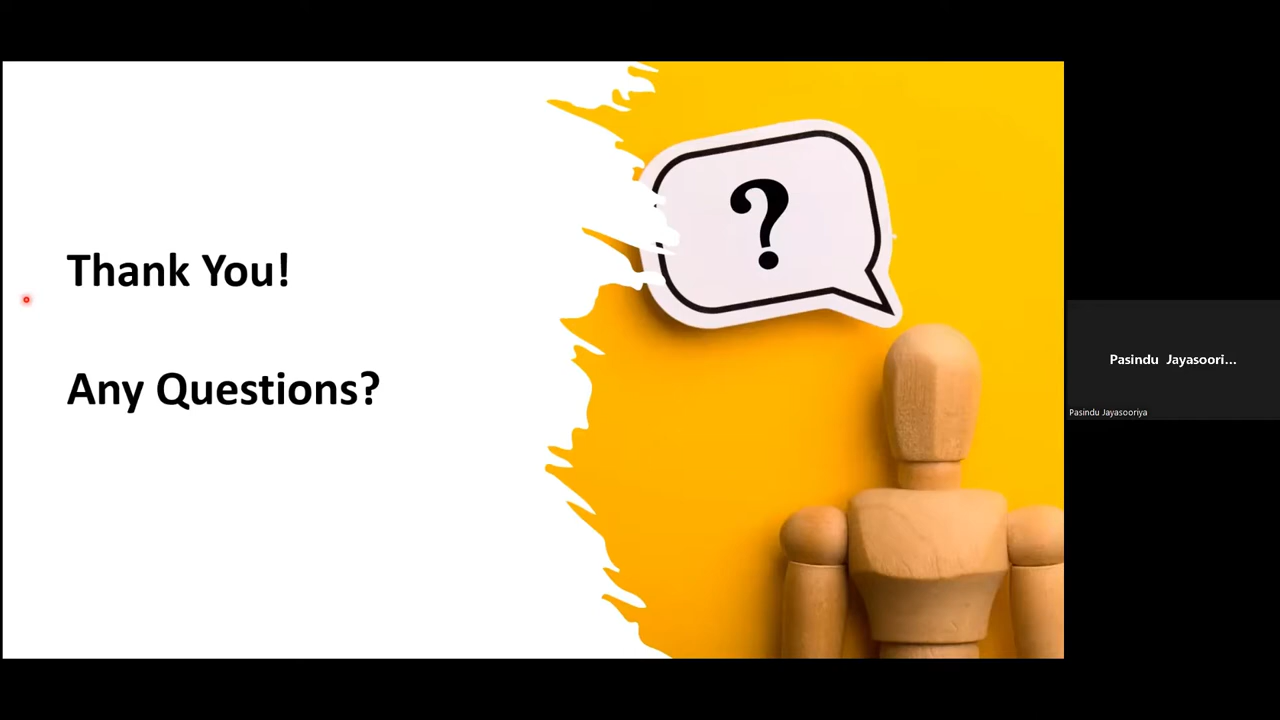 Thank You!
Any Questions?
?
Pasindu Jayasoori...
Pasindu Jayasooriya